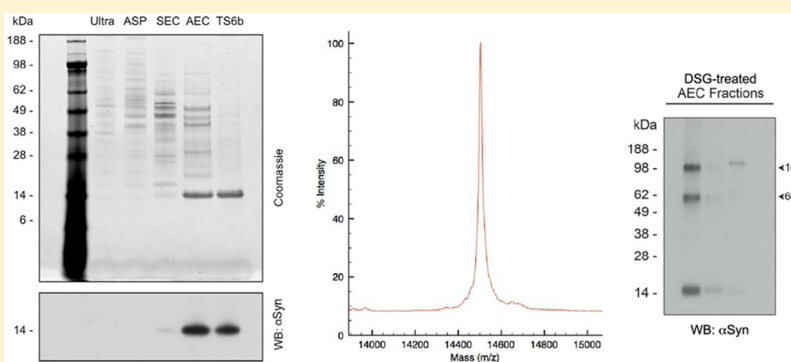 kDa Ultra ASP SEC AEC TS6b
188 -
98 -
62 -
49 -
38 -
28 -
14 -
6 -
Coomassie
14 -
WB: αSyn
100
80
60
40
20
0
% Intensity
14000 14200 14400 14600 14800 15000
Mass (m/z)
DSG-treated
AEC Fractions
kDa
188 -
98 -
62 -
49 -
38 -
28 -
14 -
WB: αSyn